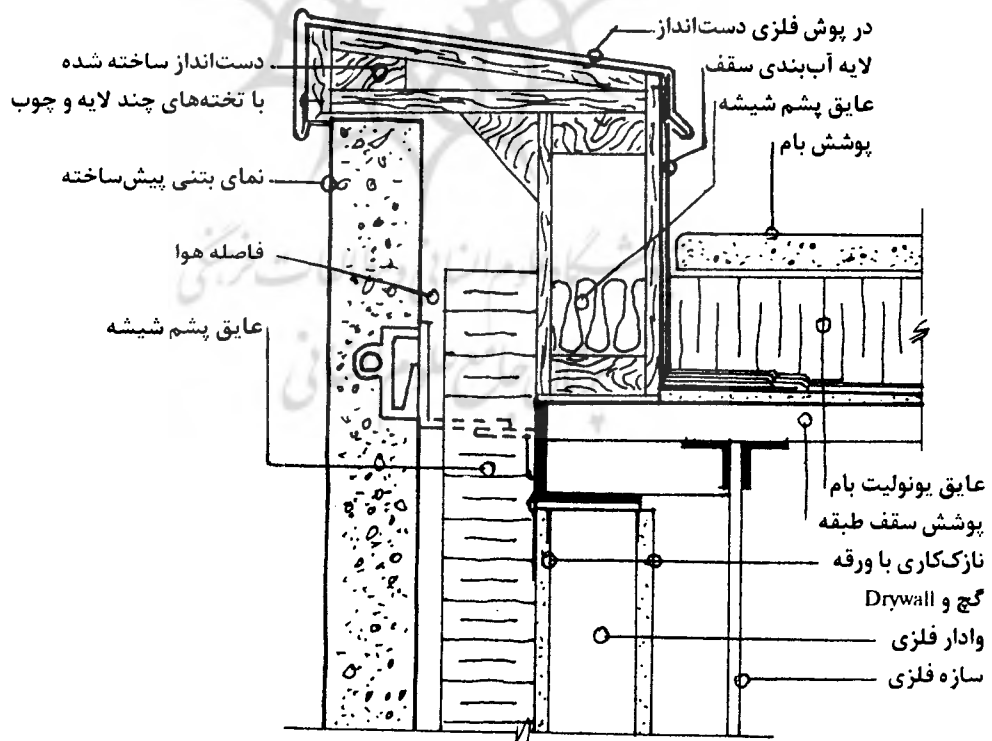 در پوش فلزی دست‌انداز
لایه آب‌بندی سقف
عایق پشم شیشه
پوشش بام
دست‌انداز ساخته شده
با تخته‌های چند لایه و چوب
نمای بتنی پیش‌ساخته
فاصله هوا
عایق پشم شیشه
عایق یونولیت بام
پوشش سقف طبقه
نازک‌کاری با ورقه
گچ و Drywall
وادار فلزی
سازه فلزی